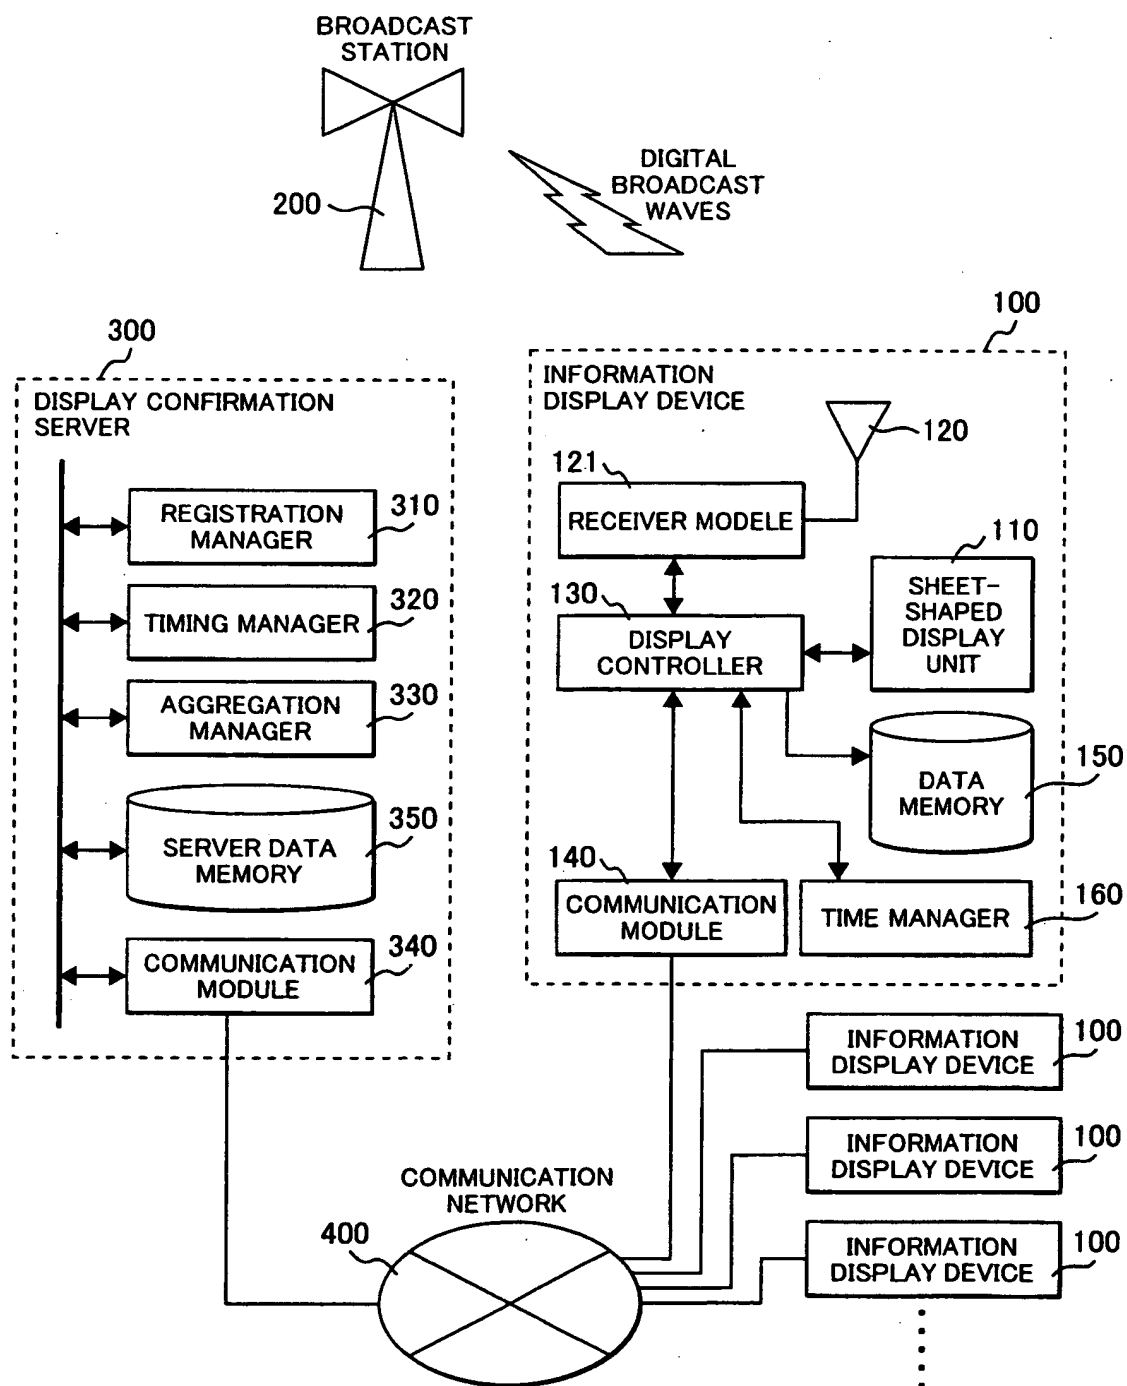 BROADCAST
STATION
200
DIGITAL
BROADCAST
WAVES
300
DISPLAY CONFIRMATION
SERVER
REGISTRATION
MANAGER
310
TIMING MANAGER
320
AGGREGATION
MANAGER
330
SERVER DATA
MEMORY
350
COMMUNICATION
MODULE
340
100
INFORMATION
DISPLAY DEVICE
120
121
RECEIVER MODELE
110
SHEET-
SHAPED
DISPLAY
UNIT
130
DISPLAY
CONTROLLER
DATA
MEMORY
150
140
COMMUNICATION
MODULE
TIME MANAGER
160
INFORMATION
DISPLAY DEVICE
100
INFORMATION
DISPLAY DEVICE
100
INFORMATION
DISPLAY DEVICE
100
COMMUNICATION
NETWORK
400